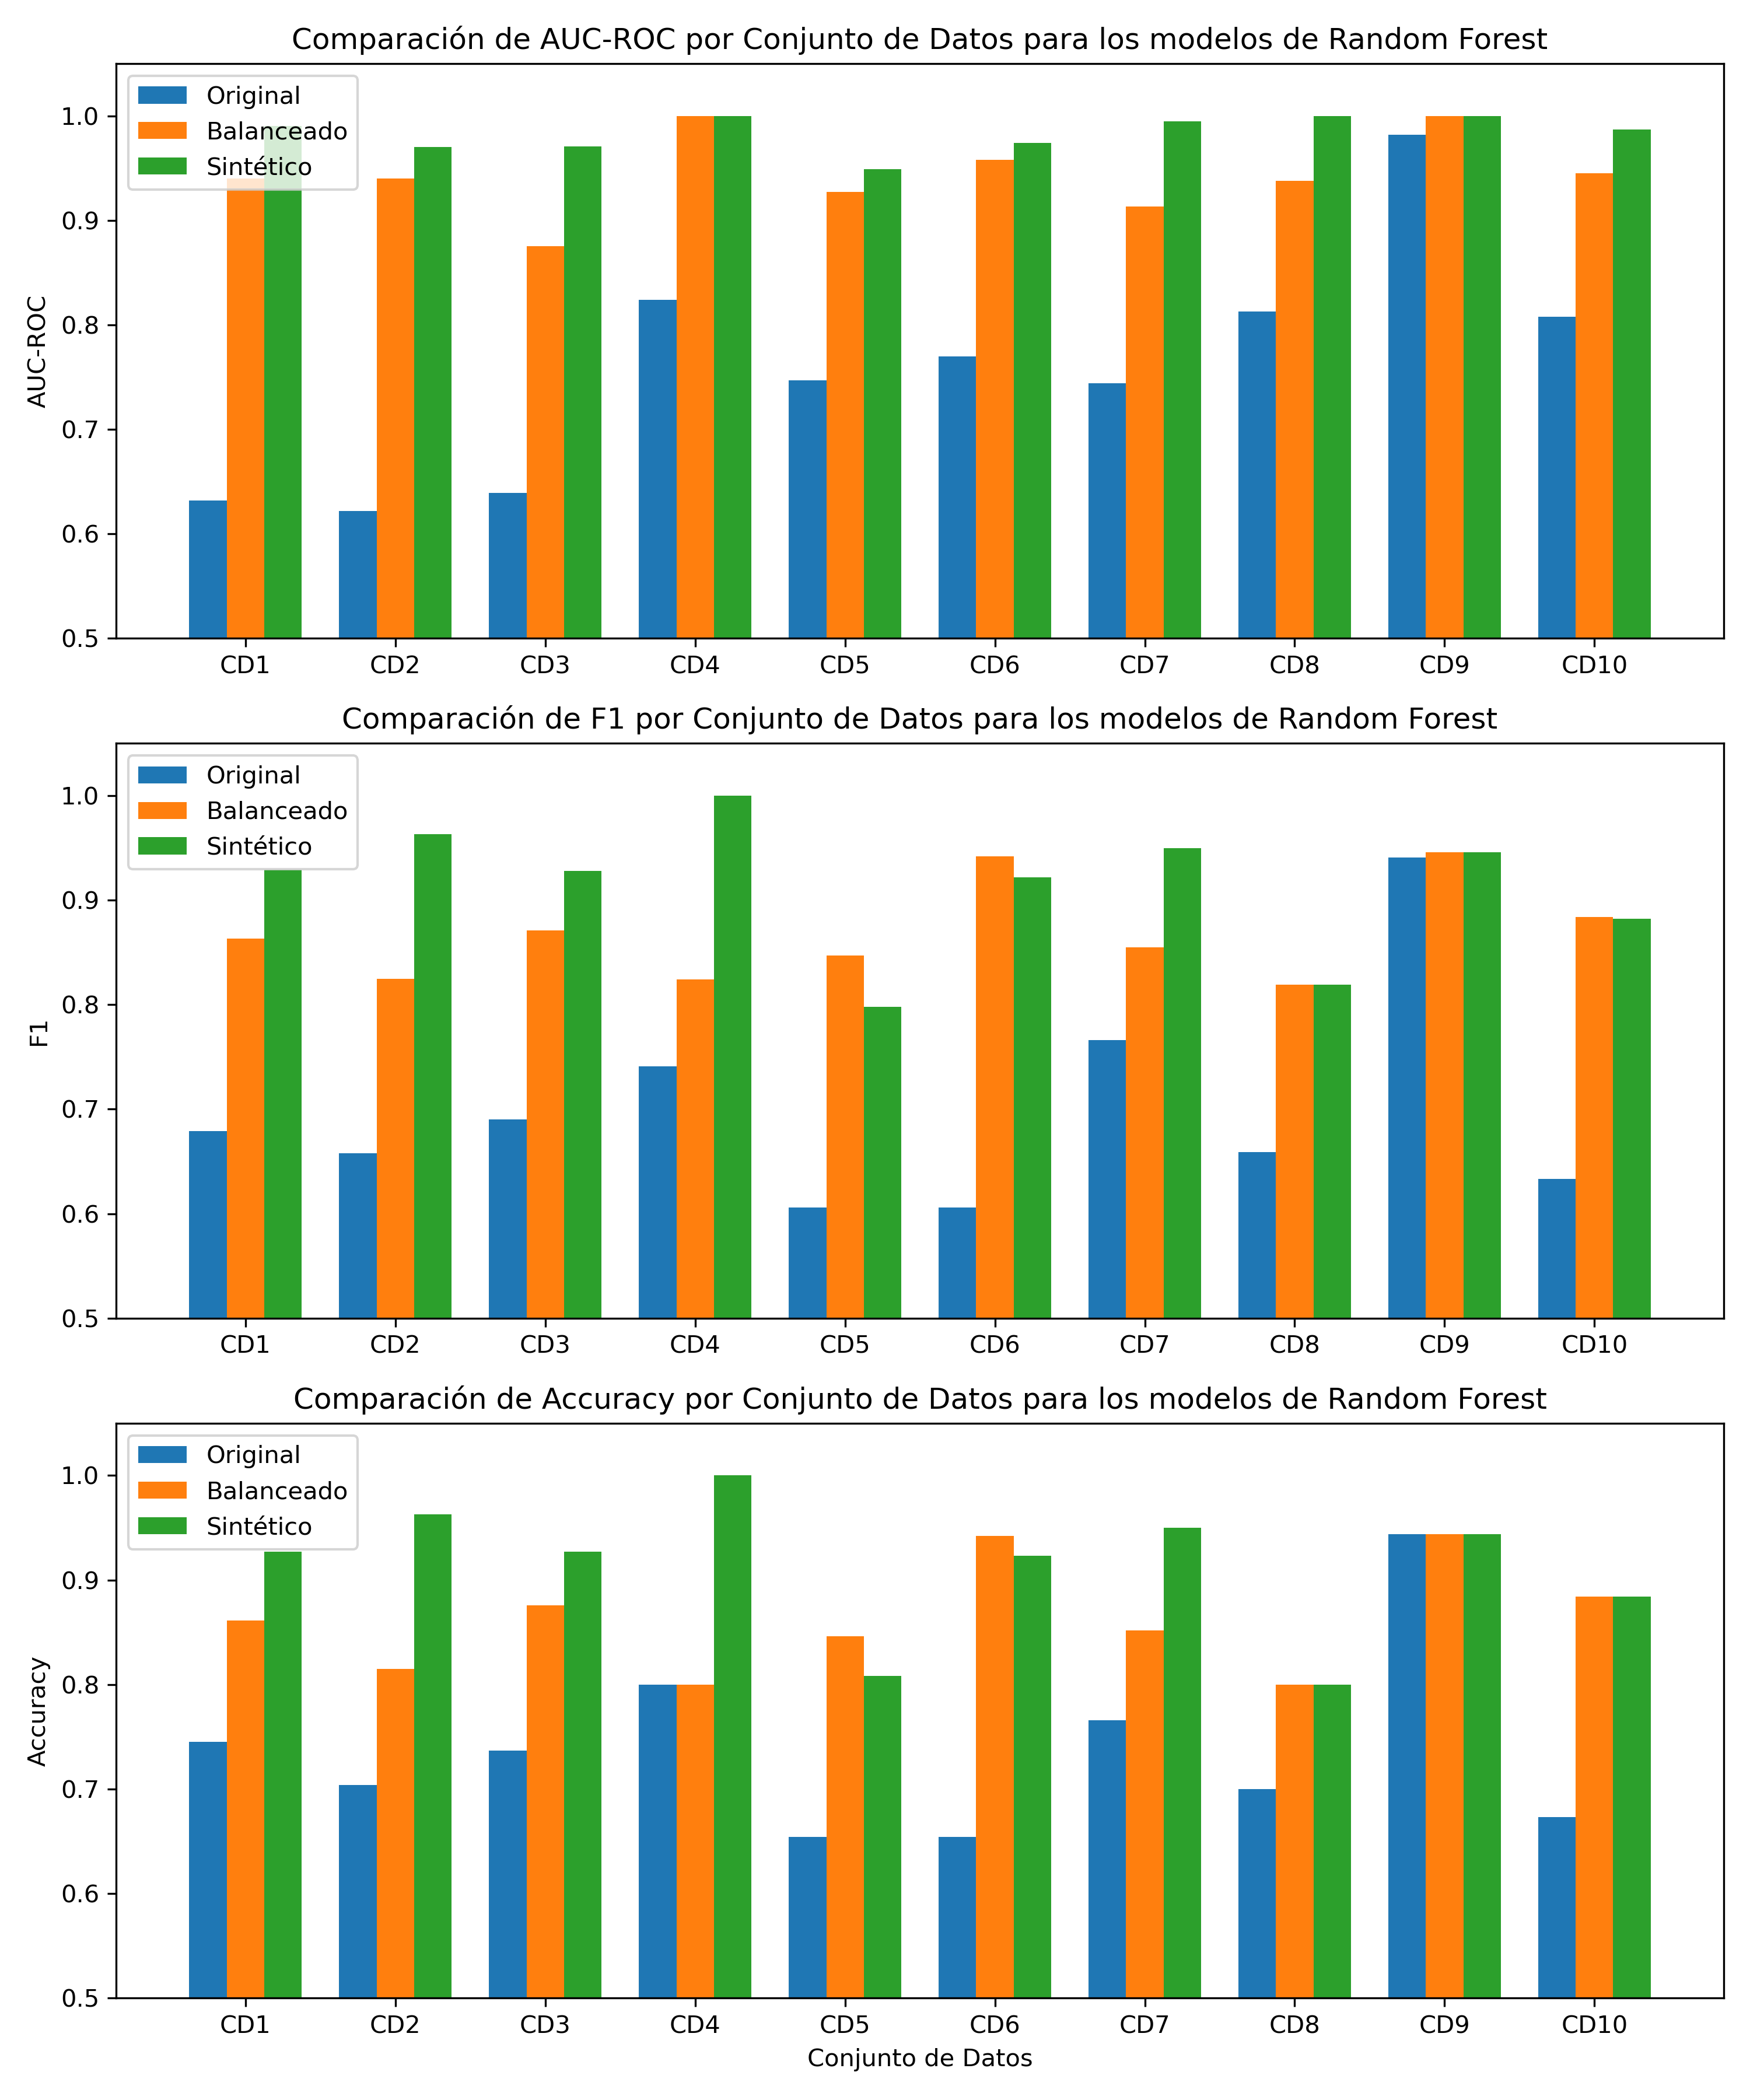 Comparación de AUC-ROC por Conjunto de Datos para los modelos de Random Forest
Original
Balanceado
Sintético
1.0
0.9
0.8
0.7
0.6
0.5
AUC-ROC
CD1 CD2 CD3 CD4 CD5 CD6 CD7 CD8 CD9 CD10
Comparación de F1 por Conjunto de Datos para los modelos de Random Forest
Original
Balanceado
Sintético
1.0
0.9
0.8
0.7
0.6
0.5
F1
CD1 CD2 CD3 CD4 CD5 CD6 CD7 CD8 CD9 CD10
Comparación de Accuracy por Conjunto de Datos para los modelos de Random Forest
Original
Balanceado
Sintético
1.0
0.9
0.8
0.7
0.6
0.5
Accuracy
CD1 CD2 CD3 CD4 CD5 CD6 CD7 CD8 CD9 CD10
Conjunto de Datos